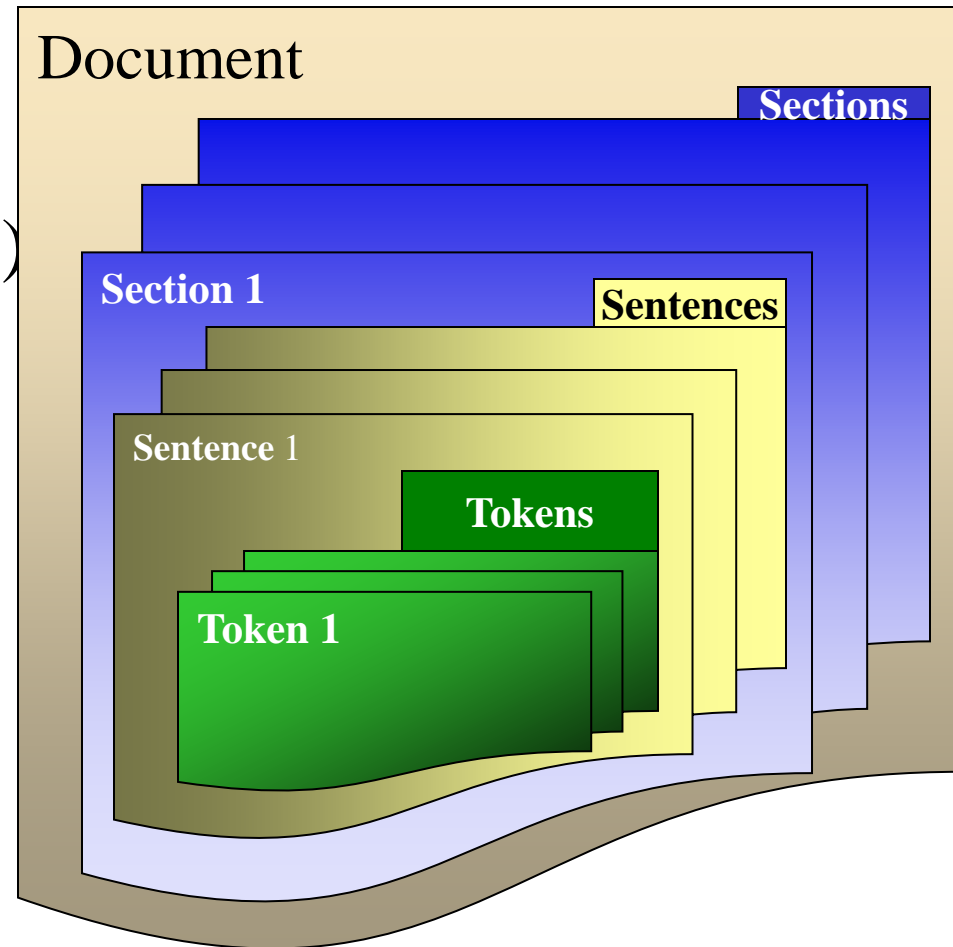 Document
Sections
)
Section 1
Sentences
Sentence 1
Tokens
Token 1